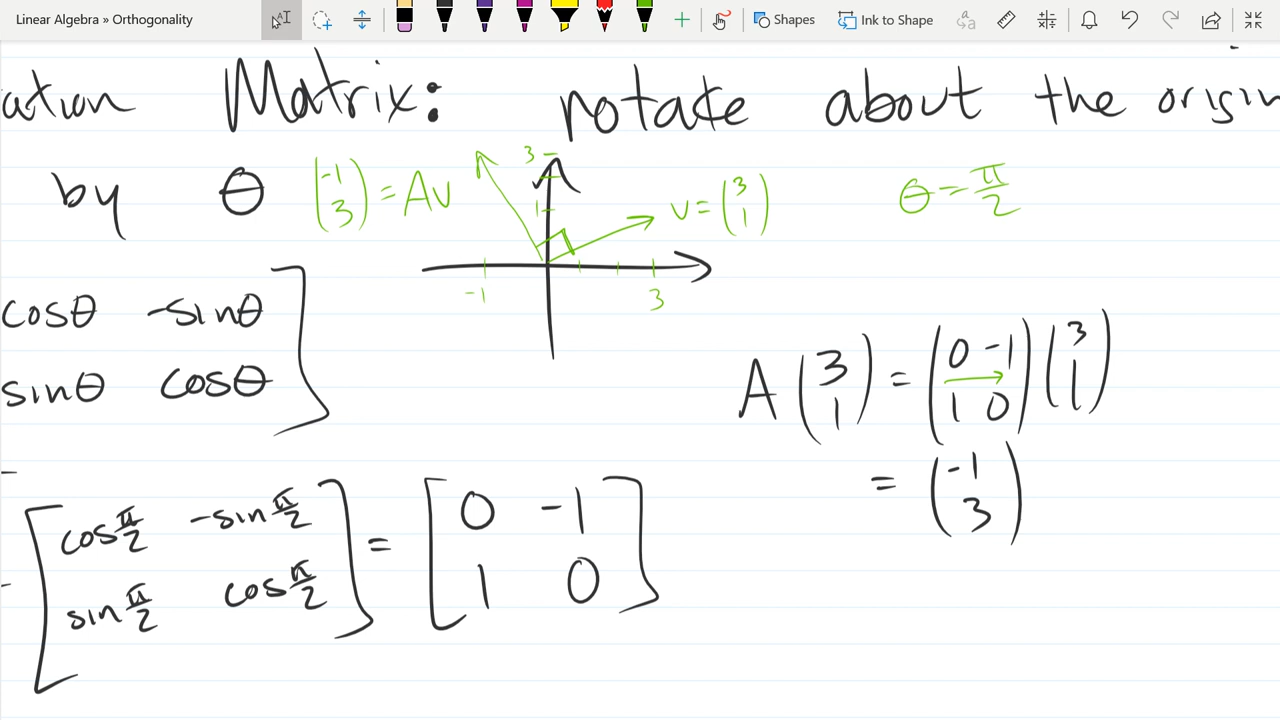 Linear Algebra » Orthogonality
Shapes
Ink to Shape
ation Matrix: rotate about the origin
by θ
(-1 3) = Av
3
1
-1
3
v = (3 1)
θ = π/2
cosθ -sinθ
sinθ cosθ
A (3 1) = (0 -1 1 0) (3 1)
= (-1 3)
[cos π/2 -sin π/2
sin π/2 cos π/2] = [0 -1
1 0]